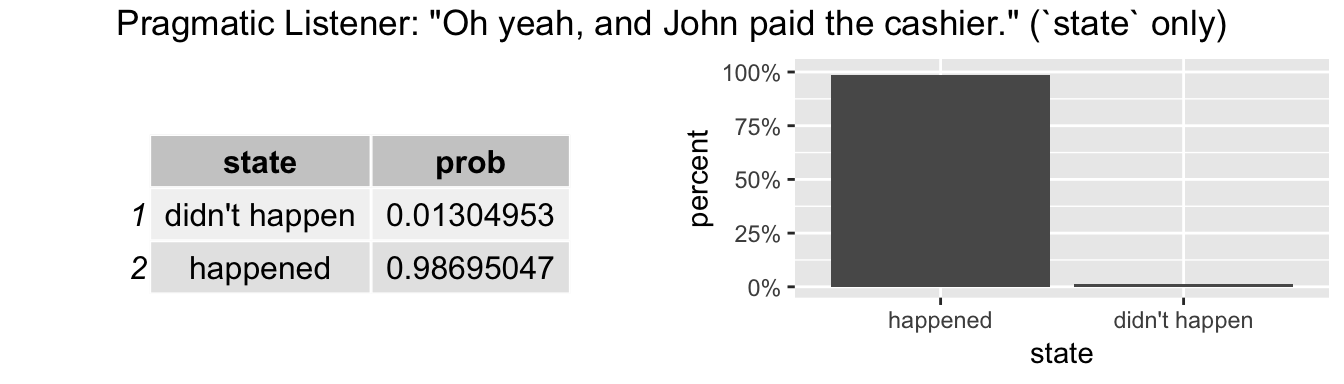 Pragmatic Listener: "Oh yeah, and John paid the cashier." (`state` only)
state prob
1 didn't happen 0.01304953
2 happened 0.98695047
percent
100%
75%
50%
25%
0%
happened didn't happen
state